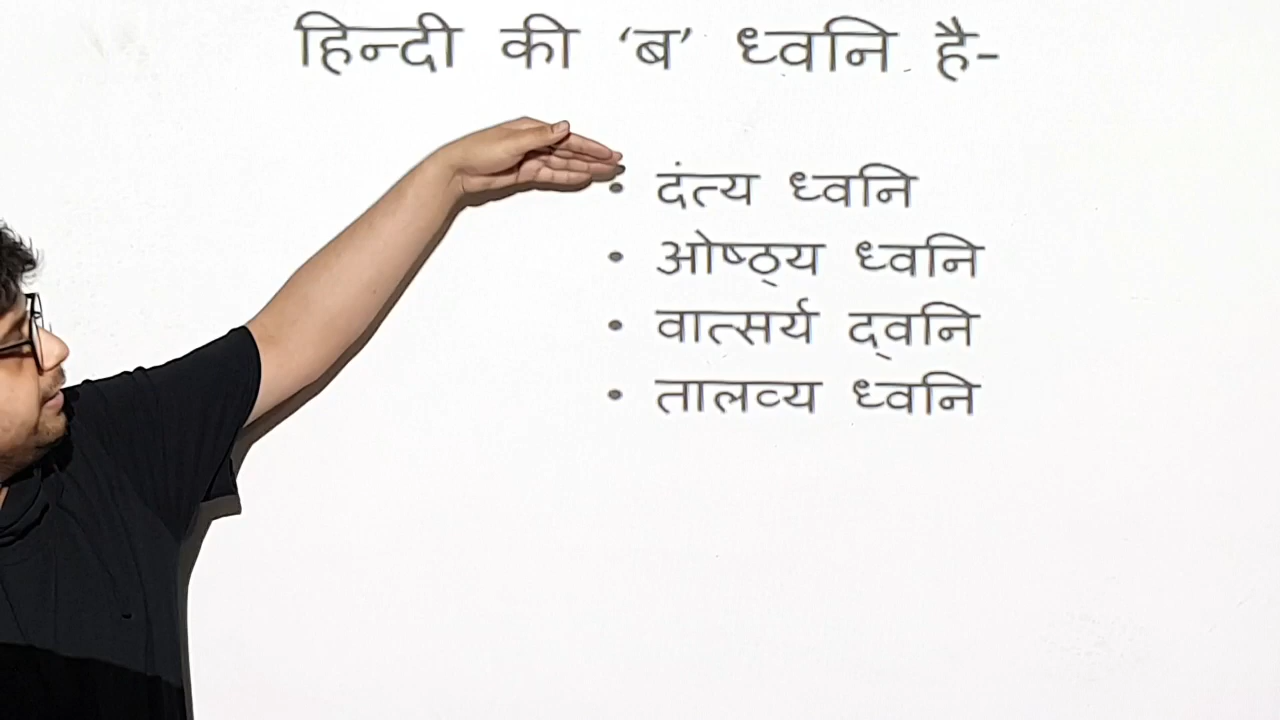 हिन्दी की ‘ब’ ध्वनि है-
• दंत्य ध्वनि
• ओष्ठ्य ध्वनि
• वात्सर्य द्वनि
• तालव्य ध्वनि